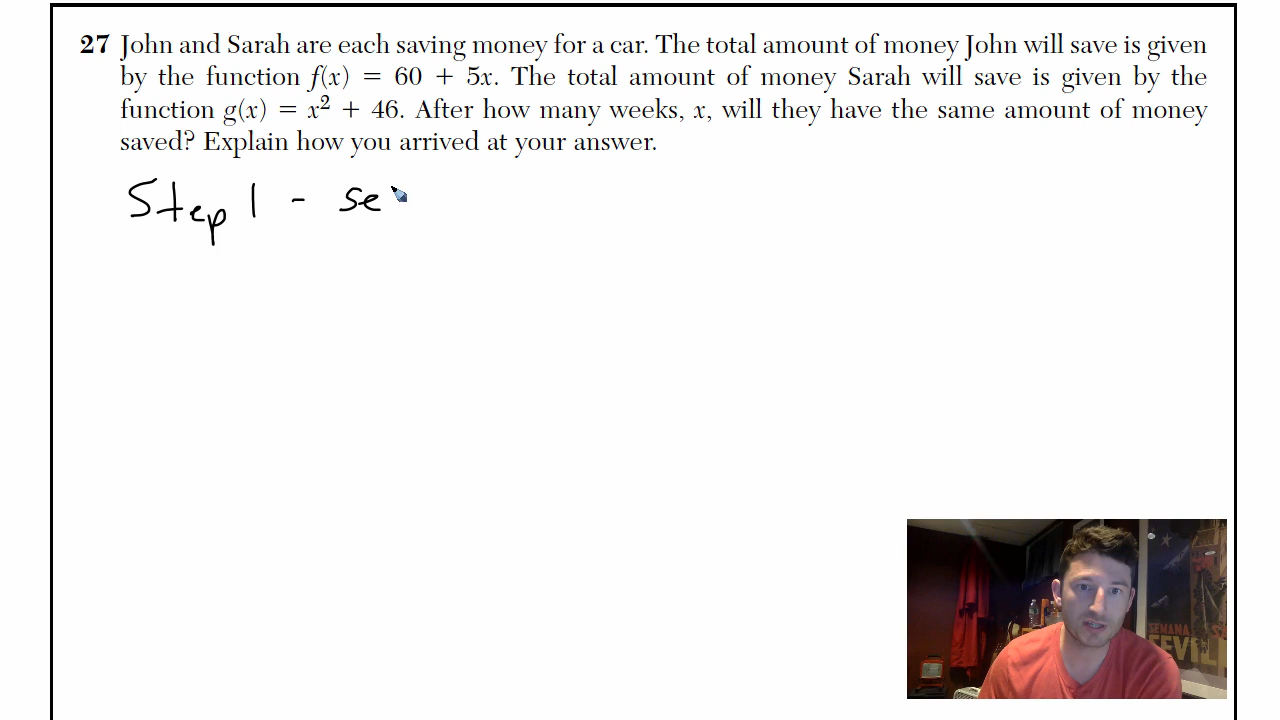 27 John and Sarah are each saving money for a car. The total amount of money John will save is given
by the function f(x) = 60 + 5x. The total amount of money Sarah will save is given by the
function g(x) = x² + 46. After how many weeks, x, will they have the same amount of money
saved? Explain how you arrived at your answer.
Step 1 - se
SEMANA